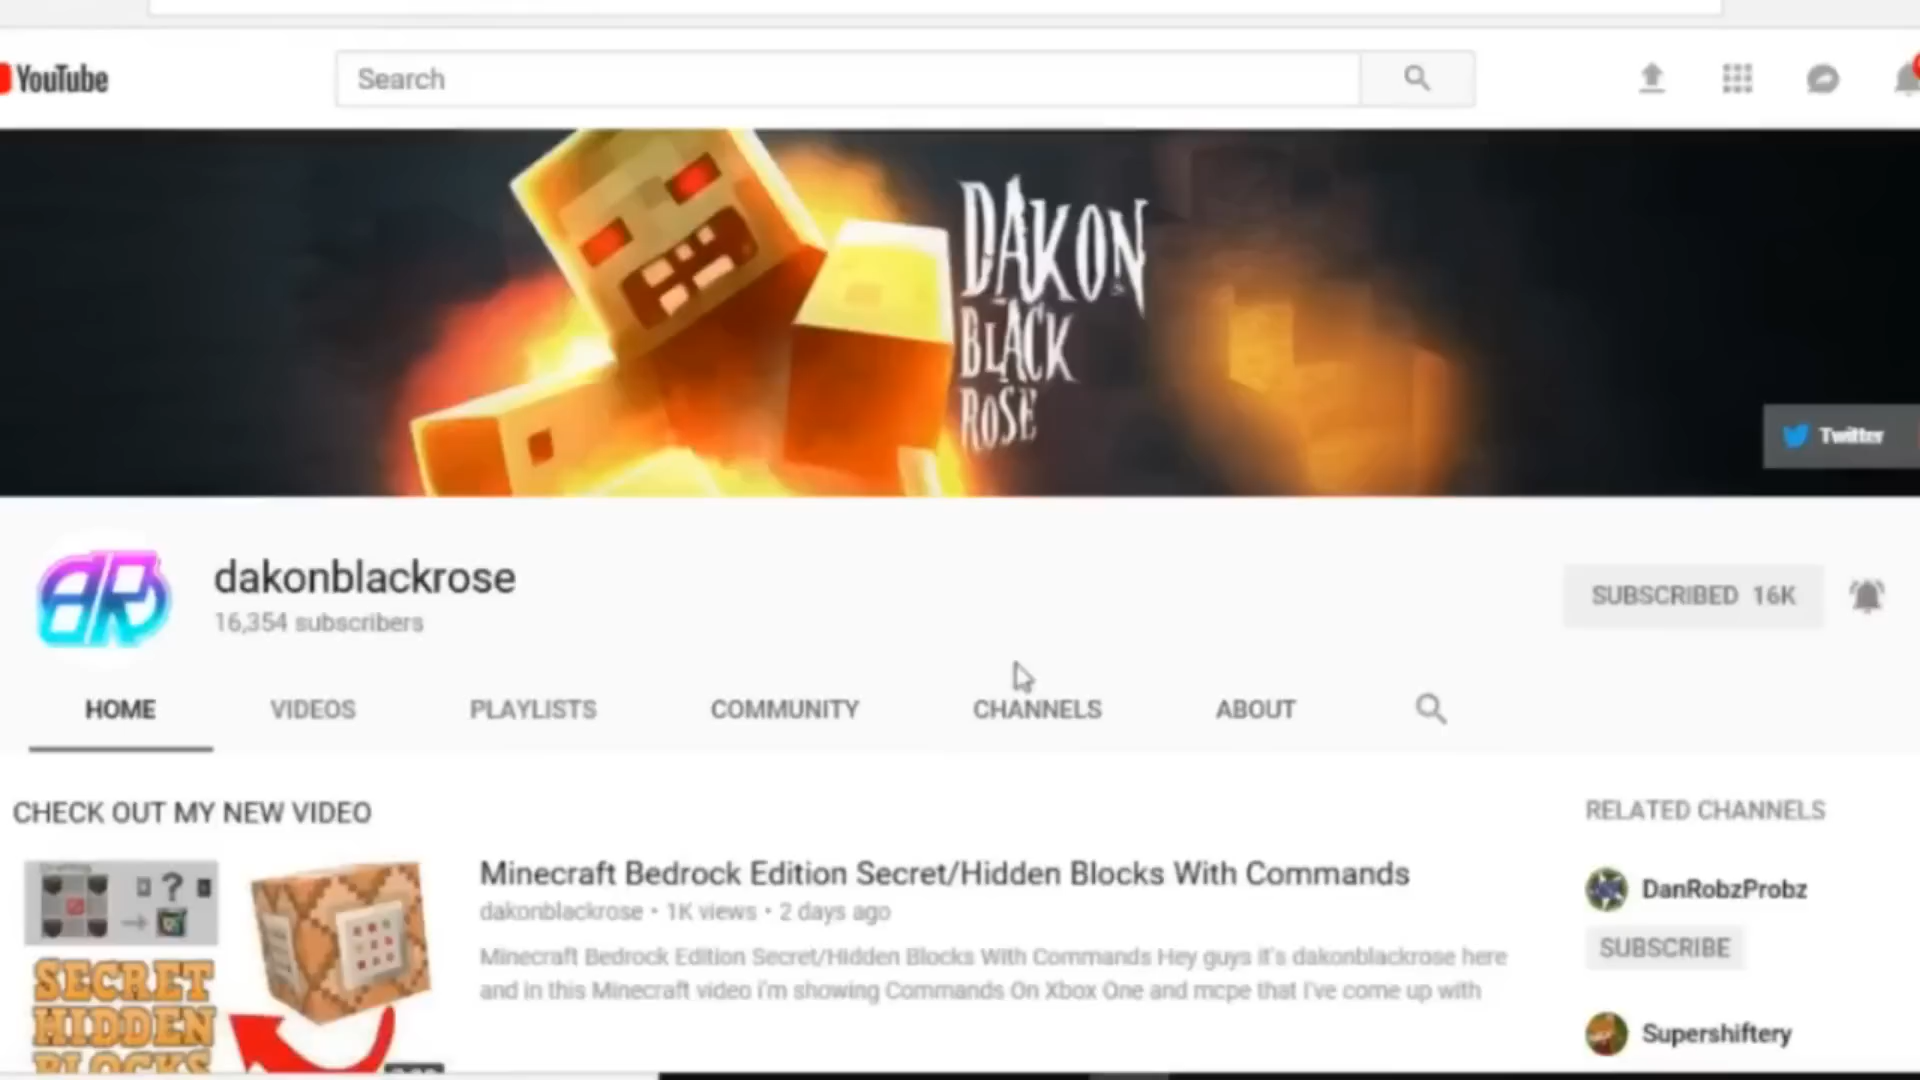 YouTube
Search
DAKON
BLACK
ROSE
Twitter
dakonblackrose
16,354 subscribers
SUBSCRIBED 16K
HOME VIDEOS PLAYLISTS COMMUNITY CHANNELS ABOUT
CHECK OUT MY NEW VIDEO
RELATED CHANNELS
Minecraft Bedrock Edition Secret/Hidden Blocks With Commands
dakonblackrose • 1K views • 2 days ago
Minecraft Bedrock Edition Secret/Hidden Blocks With Commands Hey guys it's dakonblackrose here
and in this Minecraft video i'm showing Commands On Xbox One and mcpe that I've come up with
SECRET
HIDDEN
BLOCKS
DanRobzProbz
SUBSCRIBE
Supershiftery